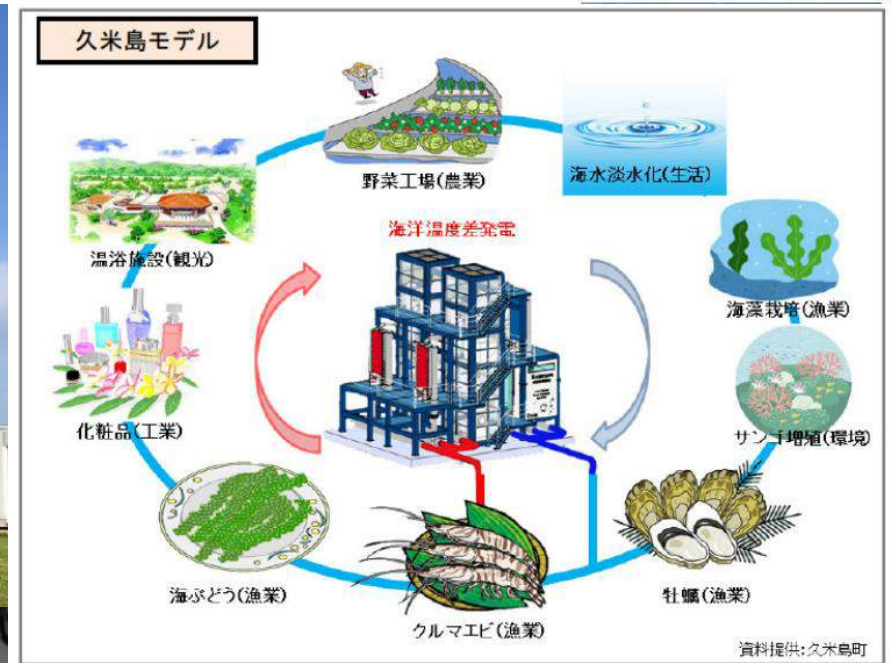 久米島モデル
野菜工場(農業)
海水淡水化(生活)
温浴施設(観光)
海洋温度差発電
海藻栽培(漁業)
化粧品(工業)
サンゴ増殖(環境)
海ぶどう(漁業)
クルマエビ(漁業)
牡蠣(漁業)
資料提供:久米島町